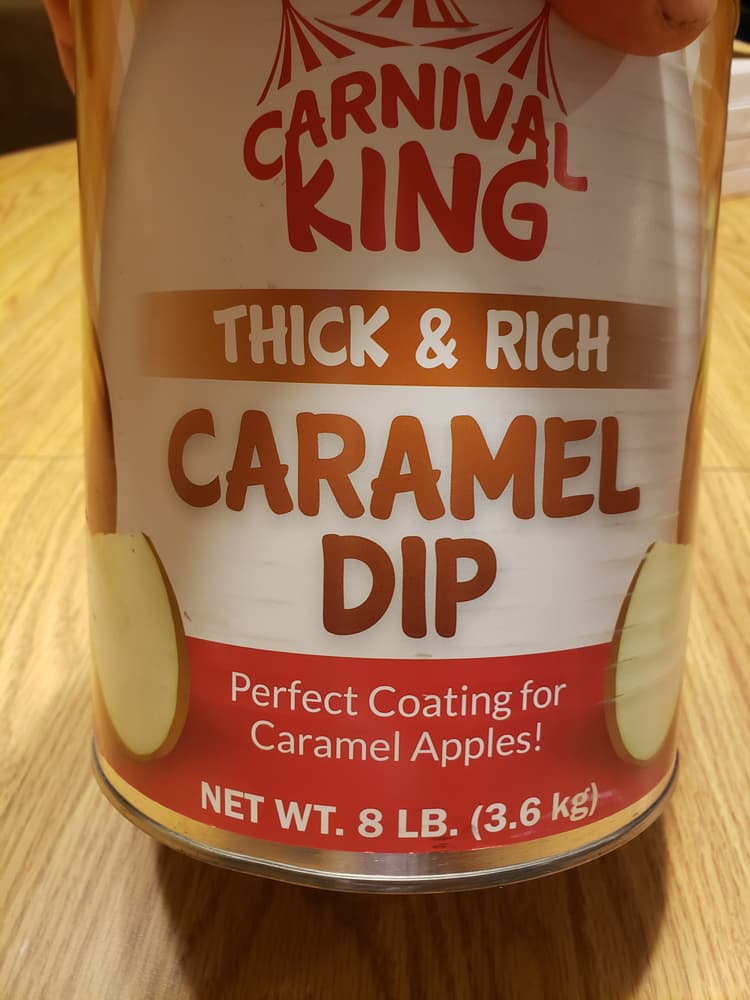 CARNIVAL
KING
THICK & RICH
CARAMEL
DIP
Perfect Coating for
Caramel Apples!
NET WT. 8 LB. (3.6 kg)